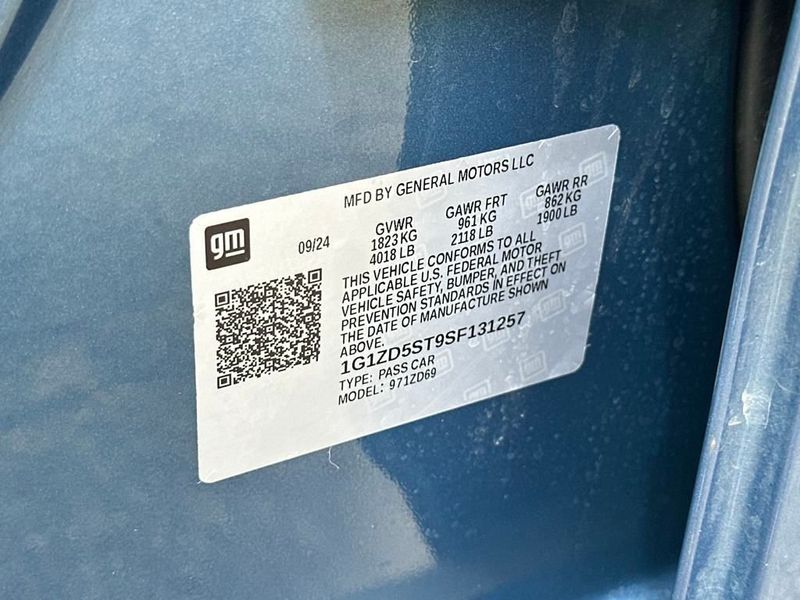 MFD BY GENERAL MOTORS LLC
gm
09/24
GVWR
1823 KG
4018 LB
GAWR FRT
961 KG
2118 LB
GAWR RR
862 KG
1900 LB
THIS VEHICLE CONFORMS TO ALL
APPLICABLE U.S. FEDERAL MOTOR
VEHICLE SAFETY, BUMPER, AND THEFT
PREVENTION STANDARDS IN EFFECT ON
THE DATE OF MANUFACTURE SHOWN
ABOVE.
1G1ZD5ST9SF131257
TYPE: PASS CAR
MODEL: 971ZD69